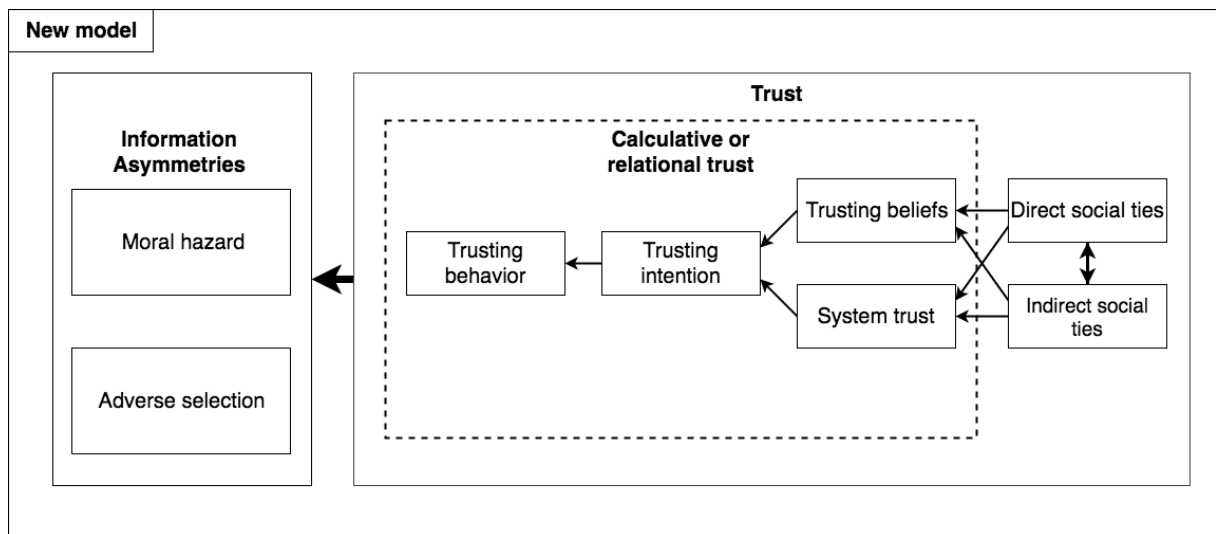 New model
Information
Asymmetries
Moral hazard
Adverse selection
Trust
Calculative or
relational trust
Trusting
behavior
Trusting
intention
Trusting beliefs
System trust
Direct social ties
Indirect social
ties